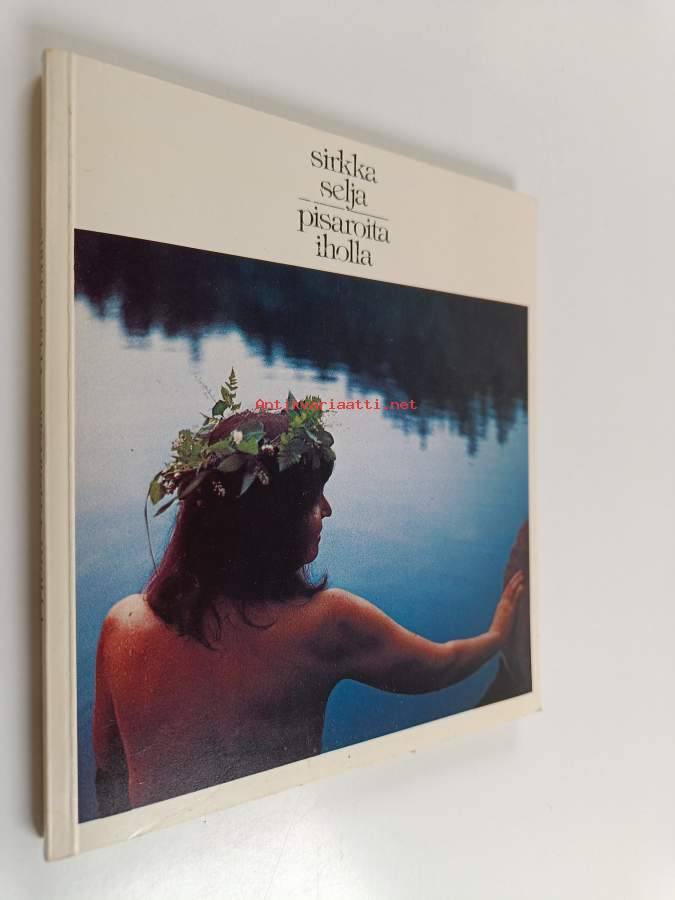 sirkka
selja
pisaroita
iholla
Antikvariaatti.net